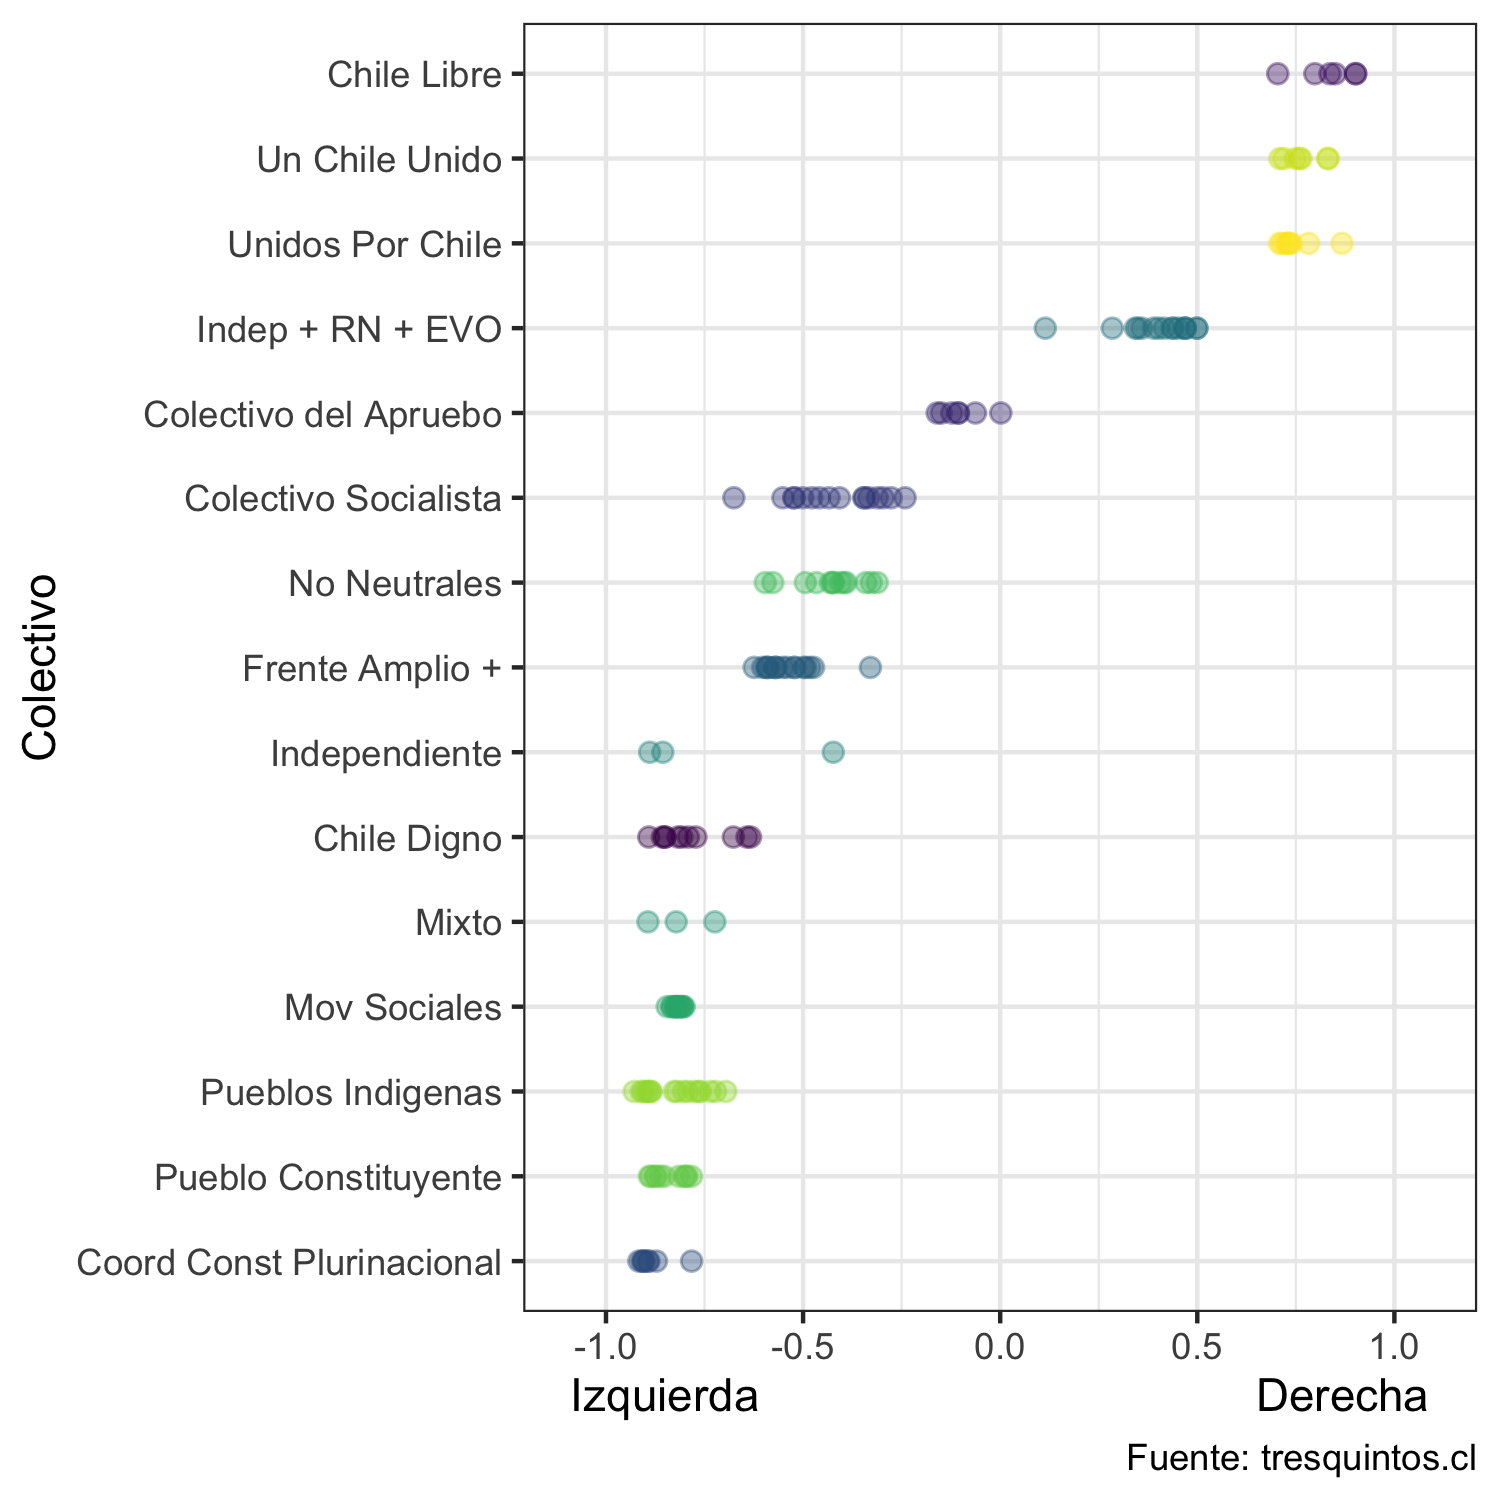 Chile Libre
Un Chile Unido
Unidos Por Chile
Indep + RN + EVO
Colectivo del Apruebo
Colectivo Socialista
No Neutrales
Frente Amplio +
Independiente
Chile Digno
Mixto
Mov Sociales
Pueblos Indigenas
Pueblo Constituyente
Coord Const Plurinacional
Colectivo
-1.0 -0.5 0.0 0.5 1.0
Izquierda Derecha
Fuente: tresquintos.cl